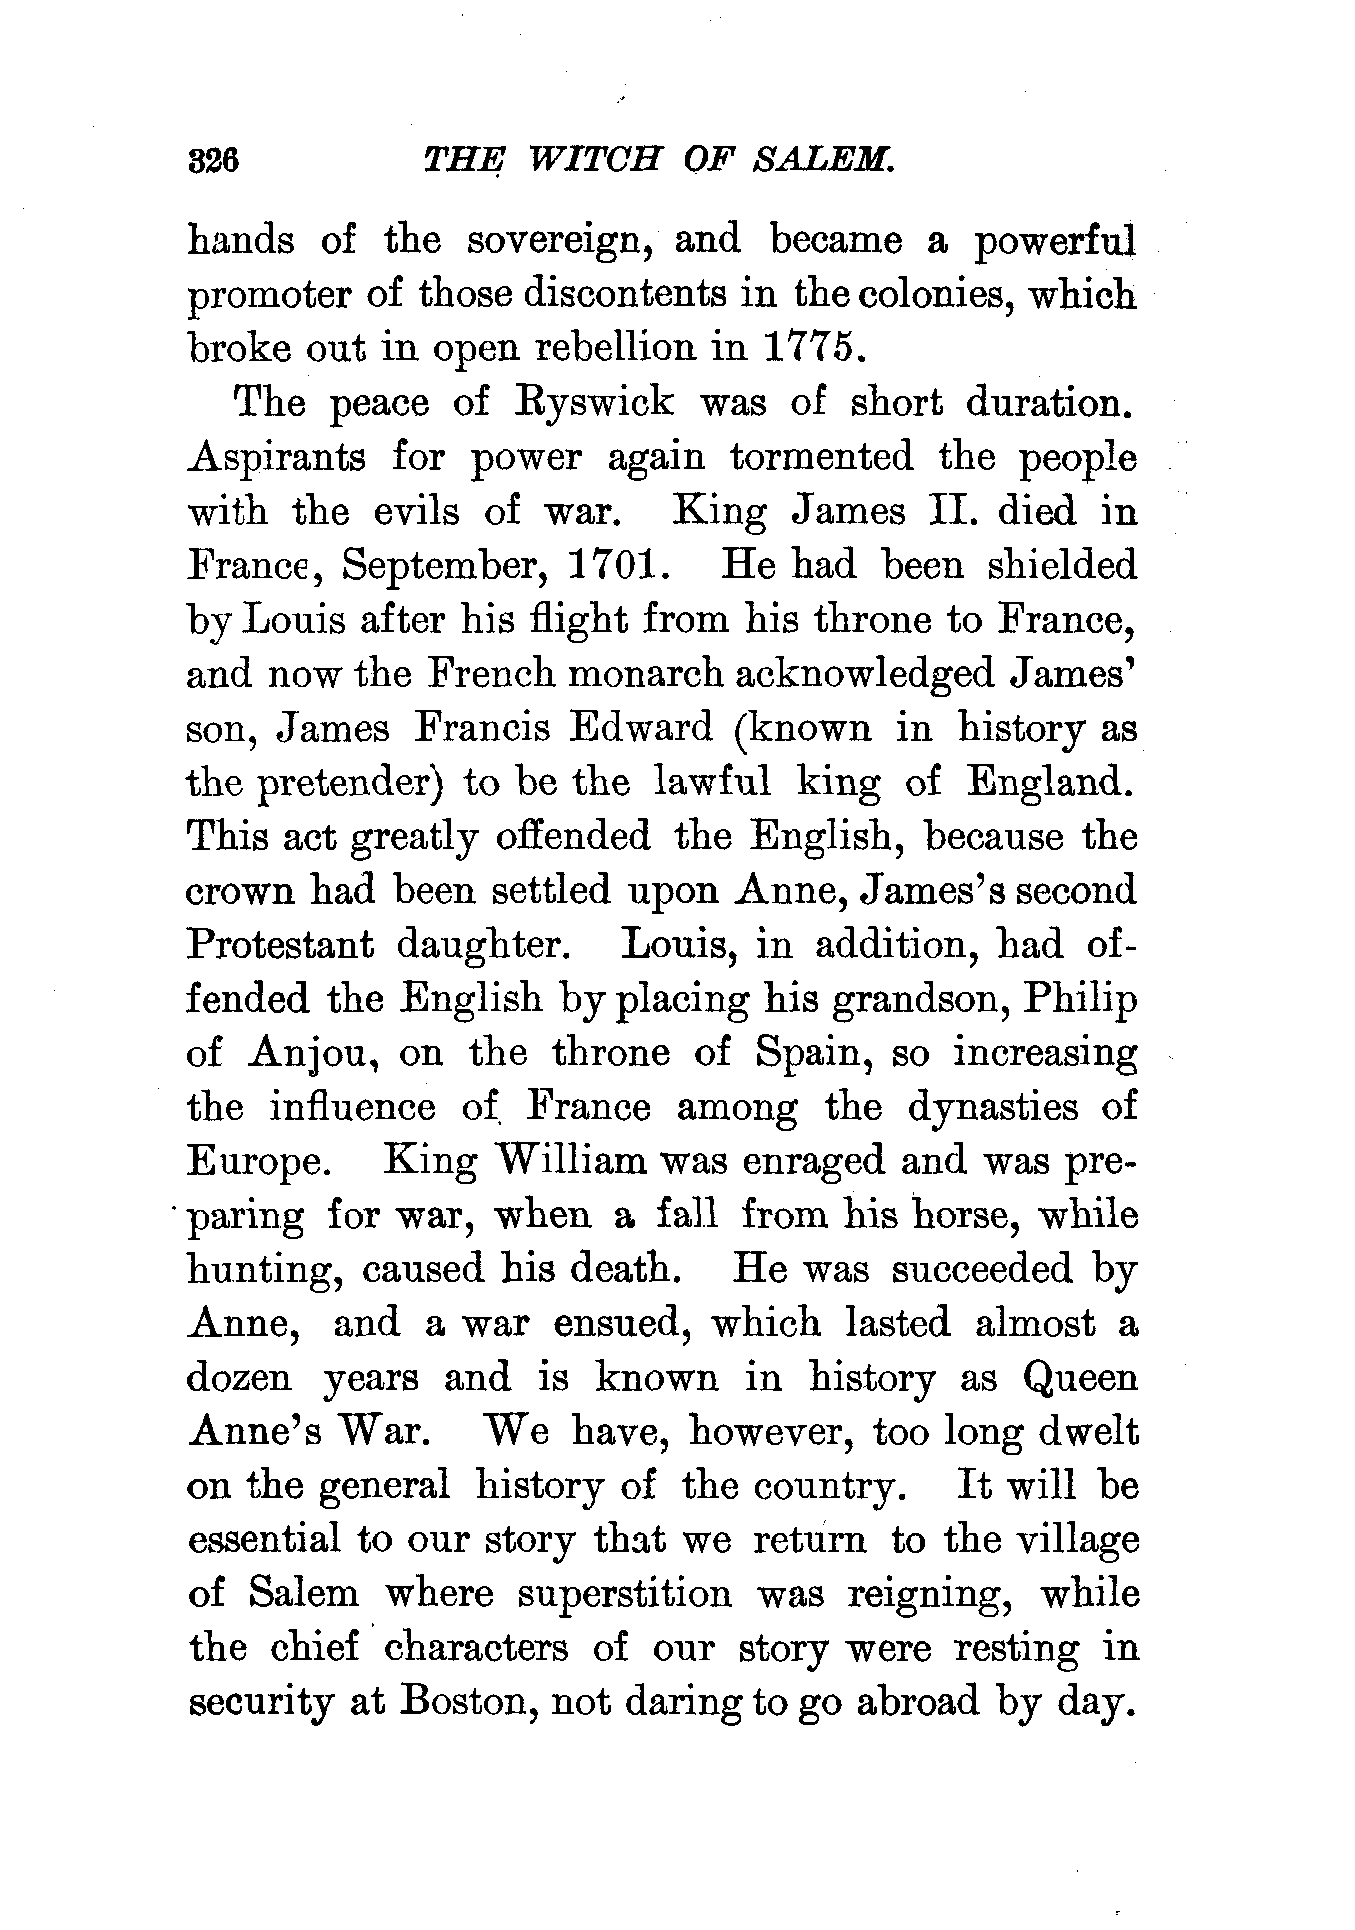 326 THE WITCH OF SALEM.
hands of the sovereign, and became a powerful
promoter of those discontents in the colonies, which
broke out in open rebellion in 1775.
The peace of Ryswick was of short duration.
Aspirants for power again tormented the people
with the evils of war. King James II. died in
France, September, 1701. He had been shielded
by Louis after his flight from his throne to France,
and now the French monarch acknowledged James’
son, James Francis Edward (known in history as
the pretender) to be the lawful king of England.
This act greatly offended the English, because the
crown had been settled upon Anne, James’s second
Protestant daughter. Louis, in addition, had of-
fended the English by placing his grandson, Philip
of Anjou, on the throne of Spain, so increasing
the influence of France among the dynasties of
Europe. King William was enraged and was pre-
paring for war, when a fall from his horse, while
hunting, caused his death. He was succeeded by
Anne, and a war ensued, which lasted almost a
dozen years and is known in history as Queen
Anne’s War. We have, however, too long dwelt
on the general history of the country. It will be
essential to our story that we return to the village
of Salem where superstition was reigning, while
the chief characters of our story were resting in
security at Boston, not daring to go abroad by day.